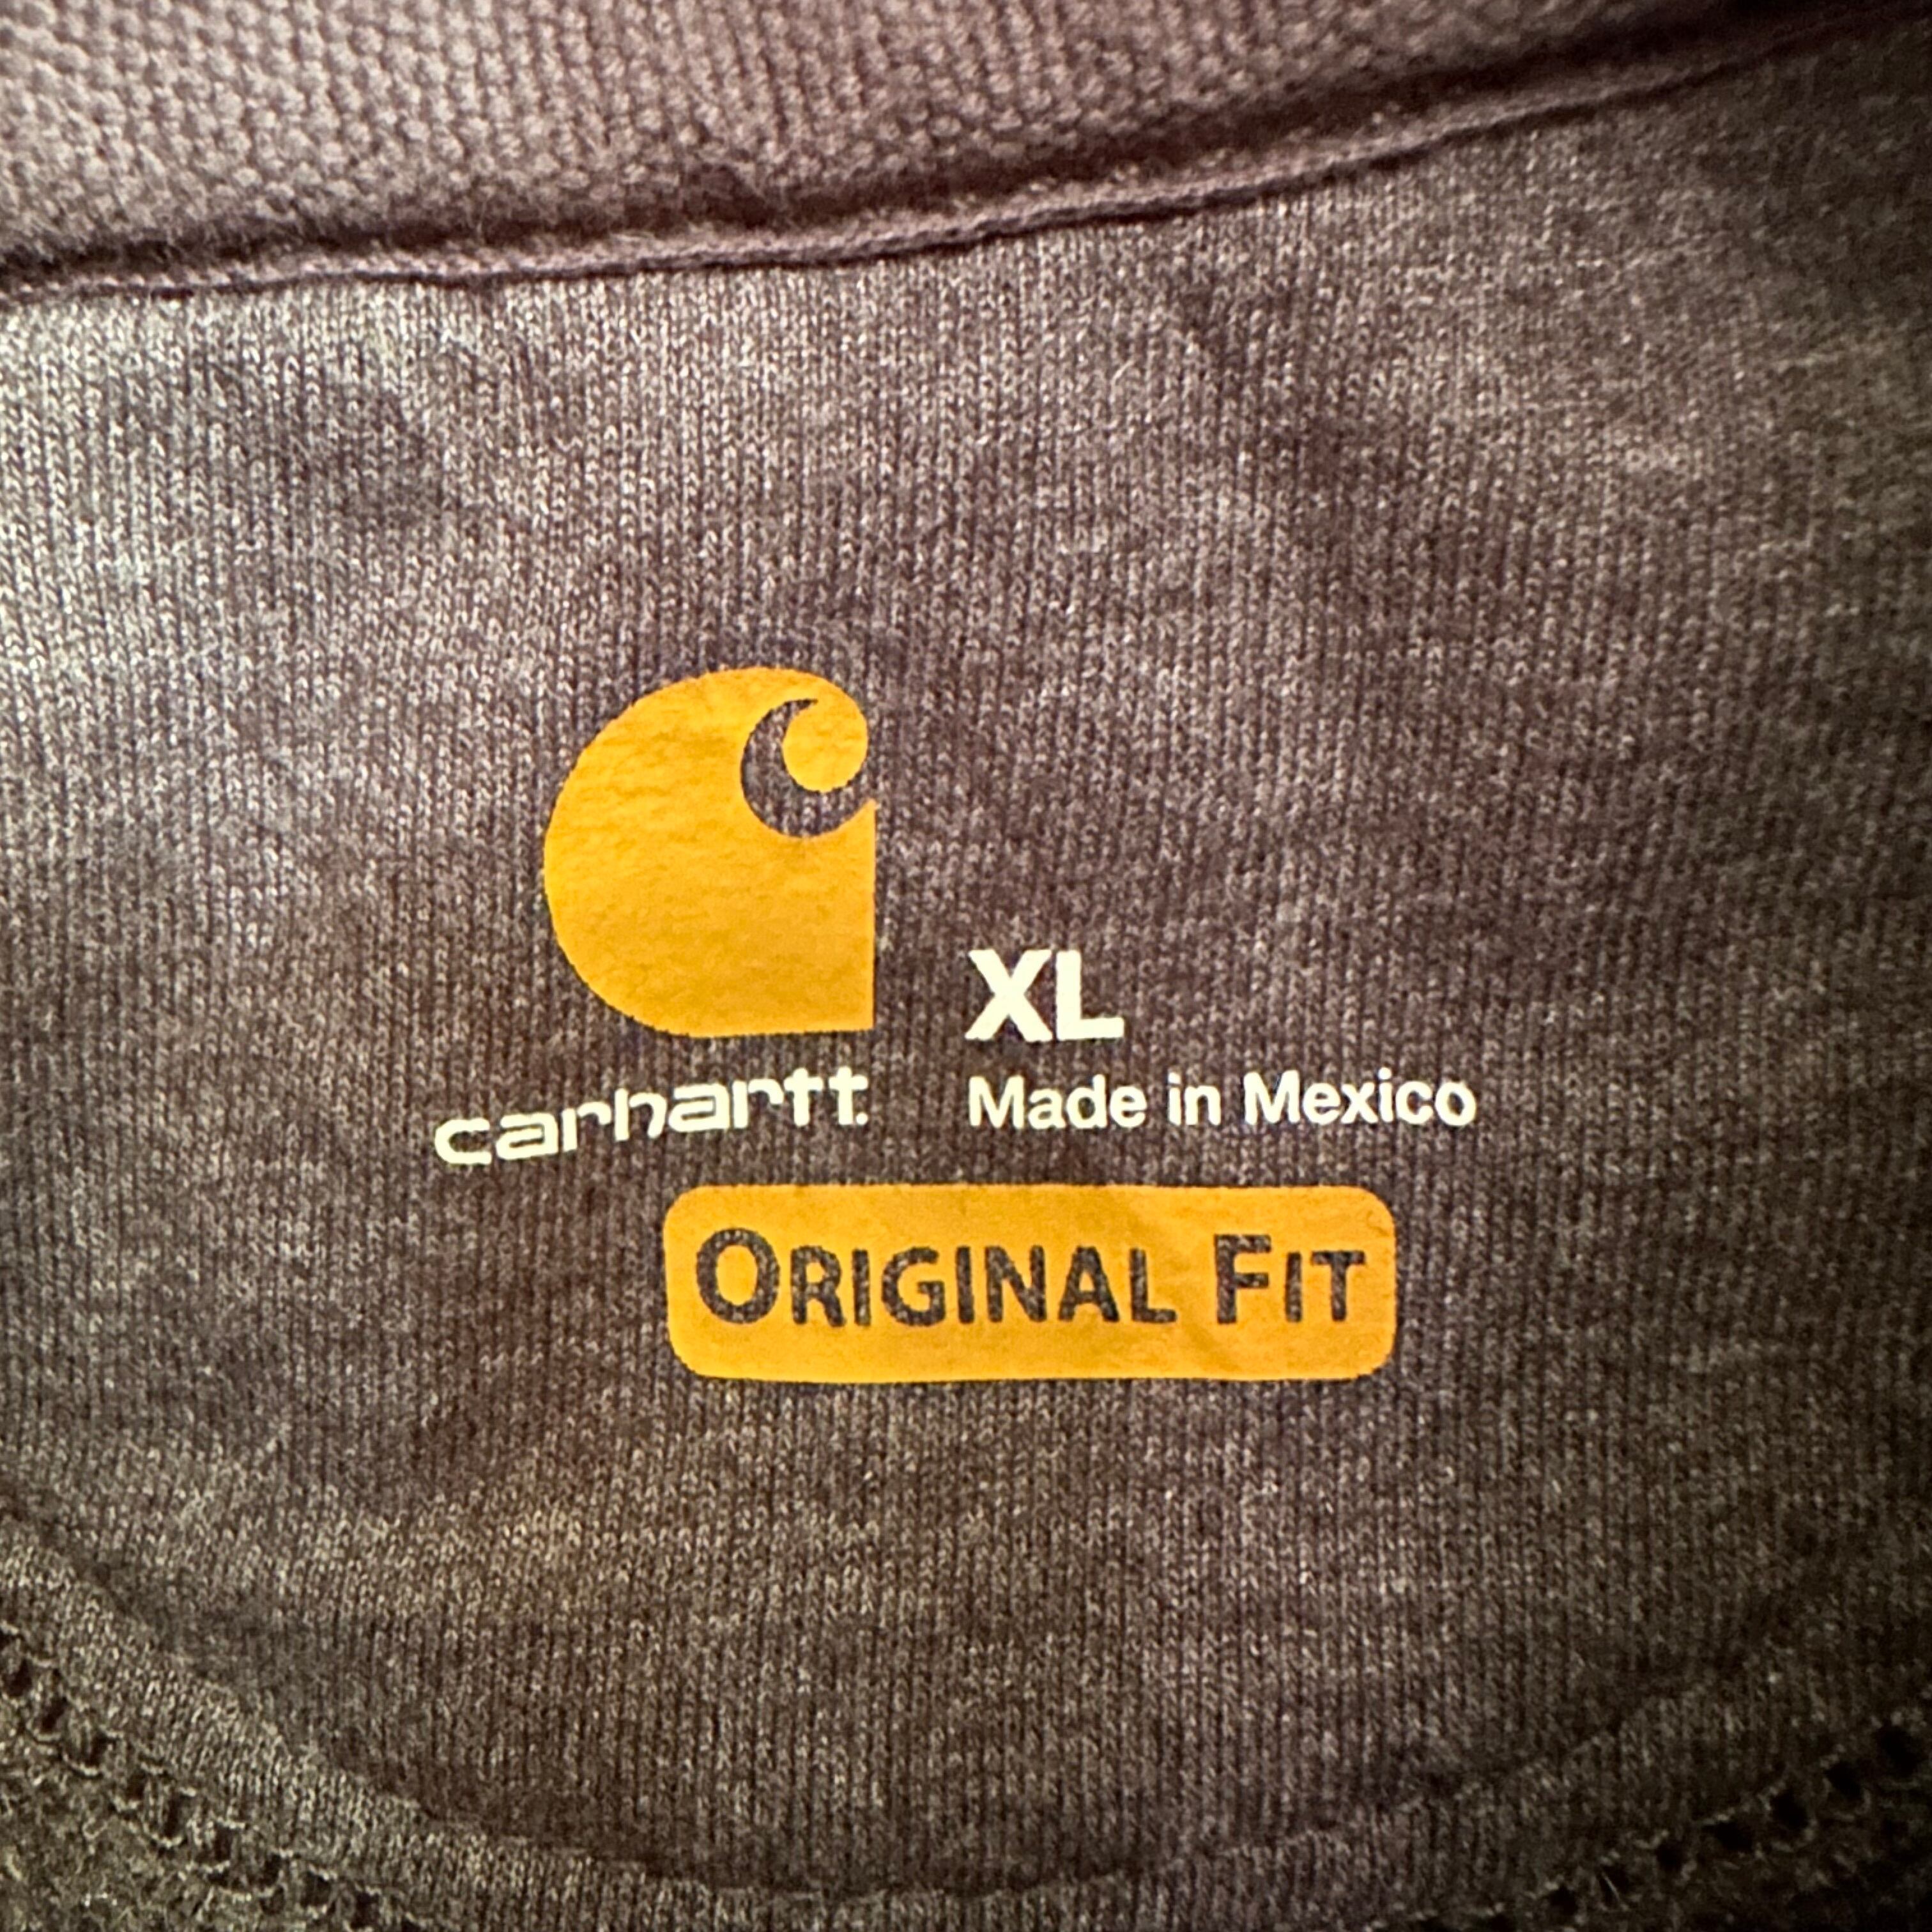 XL
carhartt.
Made in Mexico
ORIGINAL FIT